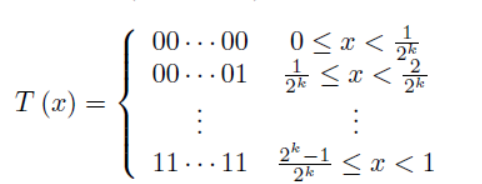 T (x) = { 00⋯00 0 ≤ x < 1/2^k
00⋯01 1/2^k ≤ x < 2/2^k
⋮ ⋮
11⋯11 (2^k−1)/2^k ≤ x < 1